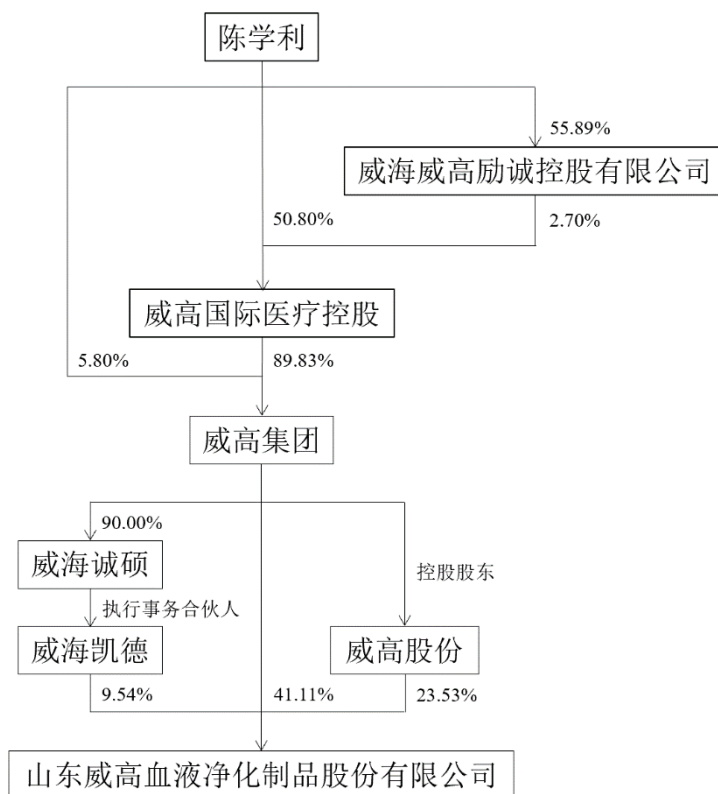 陈学利
55.89%
威海威高励诚控股有限公司
50.80%
2.70%
威高国际医疗控股
5.80%
89.83%
威高集团
90.00%
威海诚硕
控股股东
执行事务合伙人
威海凯德
威高股份
9.54%
41.11%
23.53%
山东威高血液净化制品股份有限公司